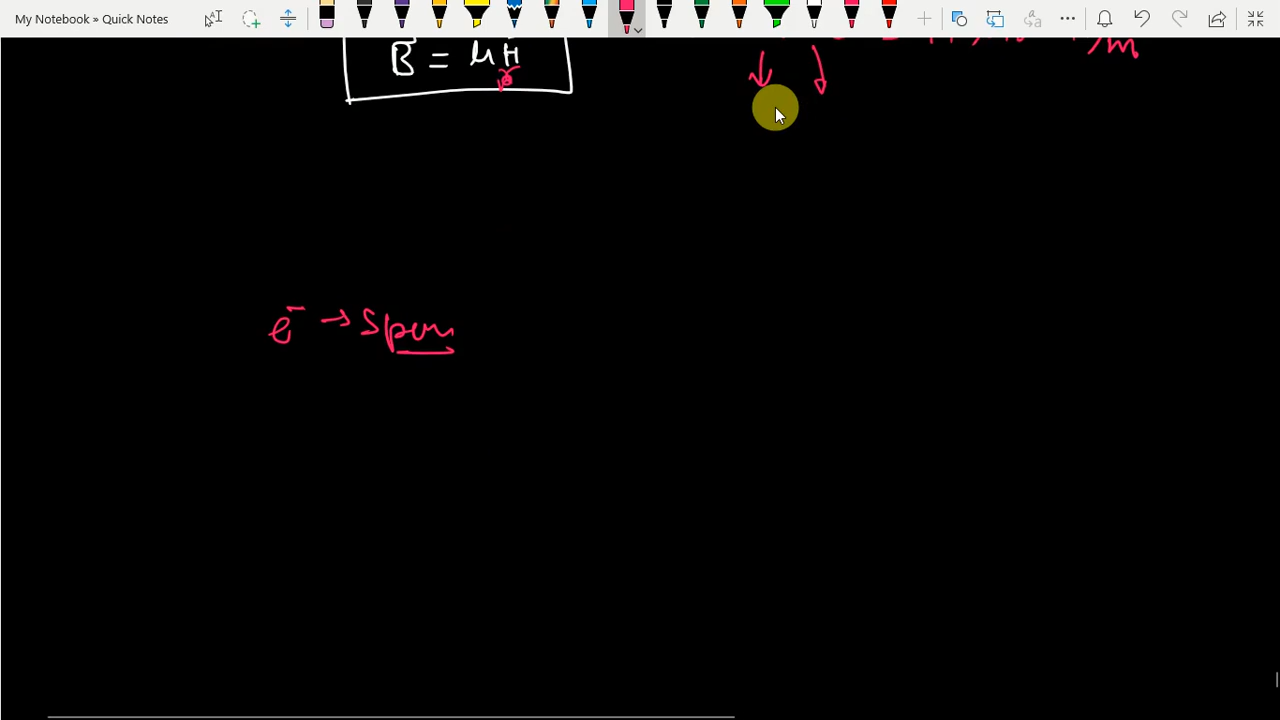 My Notebook » Quick Notes
B = μH
e⁻ → Spin